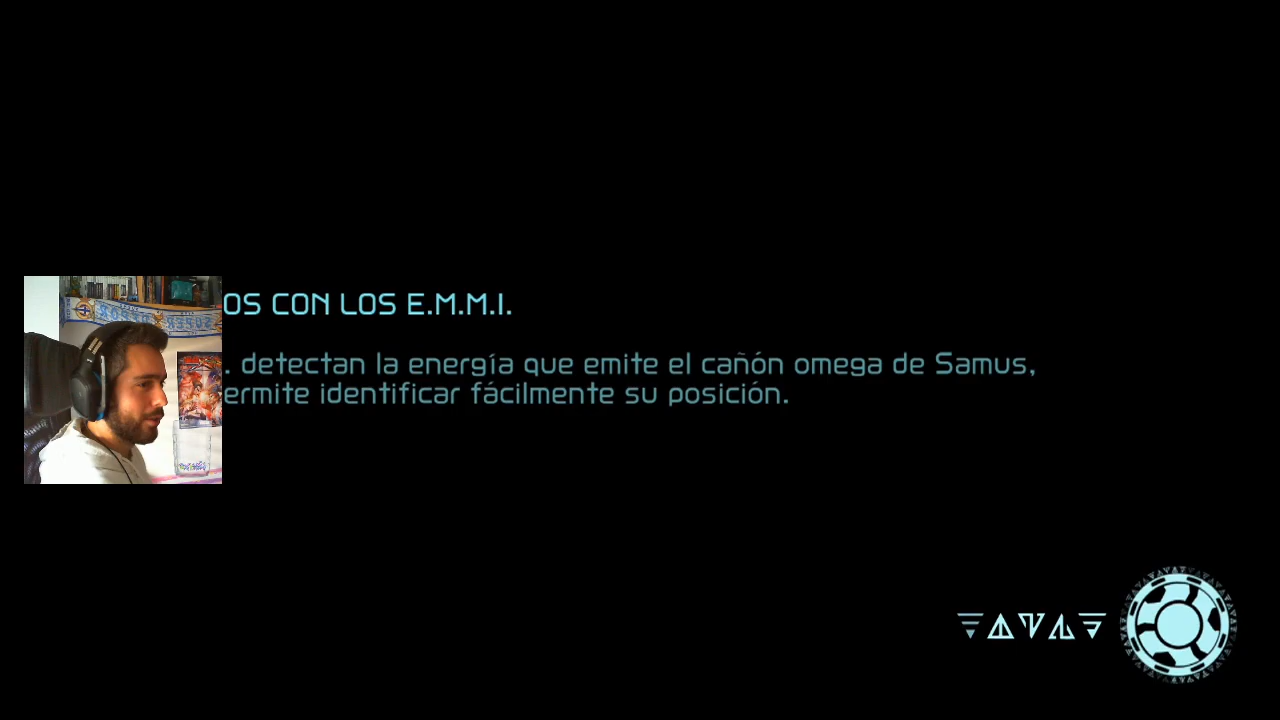 OS CON LOS E.M.M.I.
. detectan la energía que emite el cañón omega de Samus,
ermite identificar fácilmente su posición.